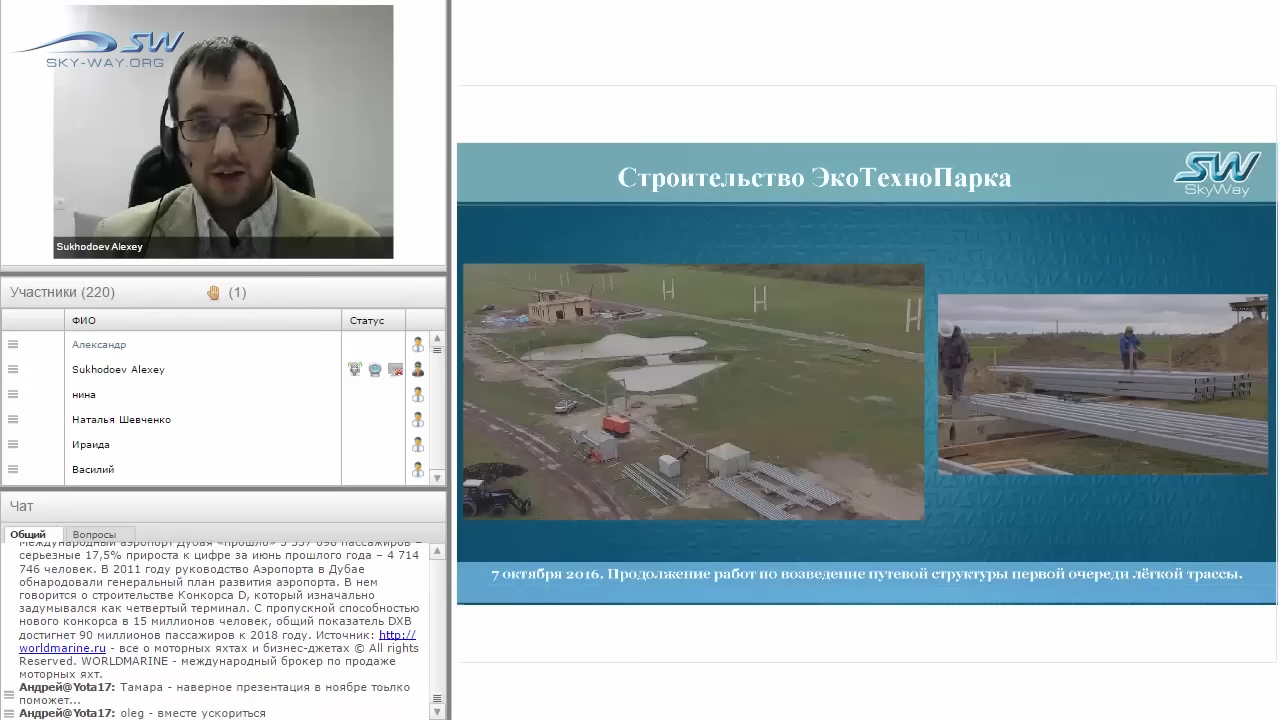 SW
SKY-WAY.ORG
Sukhodoev Alexey
Участники (220)
(1)
ФИО
Статус
Александр
Sukhodoev Alexey
нина
Наталья Шевченко
Ираида
Василий
Чат
Общий
Вопросы
серьезные 17,5% прироста к цифре за июнь прошлого года – 4 714
746 человек. В 2011 году руководство Аэропорта в Дубае
обнародовали генеральный план развития аэропорта. В нем
говорится о строительстве Конкорса D, который изначально
задумывался как четвертый терминал. С пропускной способностью
нового конкорса в 15 миллионов человек, общий показатель DXB
достигнет 90 миллионов пассажиров к 2018 году. Источник: http://
worldmarine.ru - все о моторных яхтах и бизнес-джетах © All rights
Reserved. WORLDMARINE - международный брокер по продаже
моторных яхт.
Андрей@Yota17: Тамара - наверное презентация в ноябре тоьлко
поможет...
Андрей@Yota17: oleg - вместе ускориться
Строительство ЭкоТехноПарка
SW
SkyWay
7 октября 2016. Продолжение работ по возведение путевой структуры первой очереди лёгкой трассы.